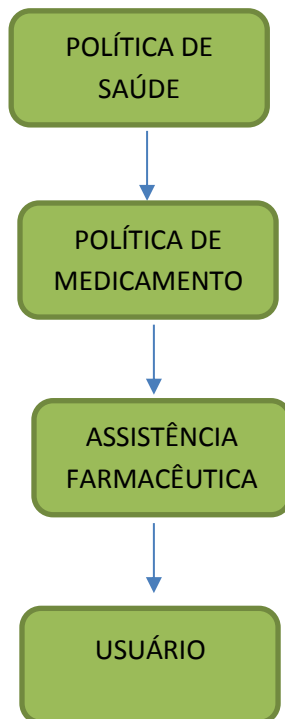 POLÍTICA DE
SAÚDE
POLÍTICA DE
MEDICAMENTO
ASSISTÊNCIA
FARMACÊUTICA
USUÁRIO